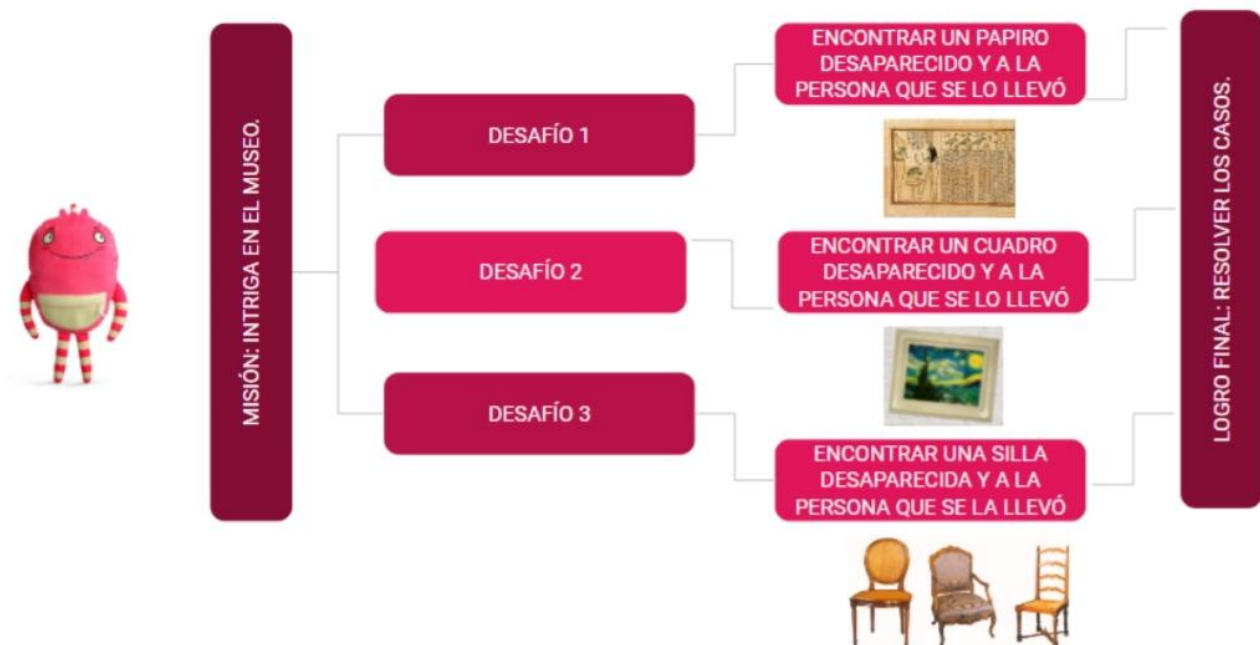 MISIÓN: INTRIGA EN EL MUSEO.
DESAFÍO 1
ENCONTRAR UN PAPIRO
DESAPARECIDO Y A LA
PERSONA QUE SE LO LLEVÓ
DESAFÍO 2
ENCONTRAR UN CUADRO
DESAPARECIDO Y A LA
PERSONA QUE SE LO LLEVÓ
DESAFÍO 3
ENCONTRAR UNA SILLA
DESAPARECIDA Y A LA
PERSONA QUE SE LA LLEVÓ
LOGRO FINAL: RESOLVER LOS CASOS.